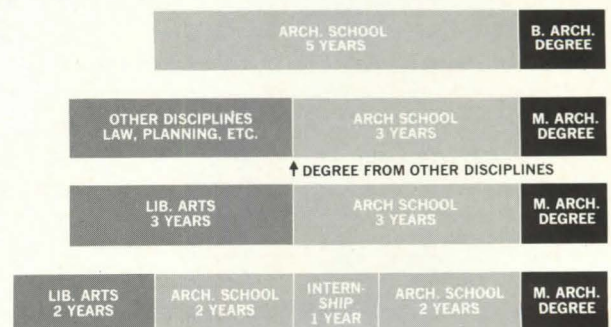 ARCH. SCHOOL
5 YEARS
B. ARCH.
DEGREE
OTHER DISCIPLINES
LAW, PLANNING, ETC.
ARCH SCHOOL
3 YEARS
M. ARCH.
DEGREE
↑ DEGREE FROM OTHER DISCIPLINES
LIB. ARTS
3 YEARS
ARCH SCHOOL
3 YEARS
M. ARCH.
DEGREE
LIB. ARTS
2 YEARS
ARCH. SCHOOL
2 YEARS
INTERN-
SHIP
1 YEAR
ARCH. SCHOOL
2 YEARS
M. ARCH.
DEGREE